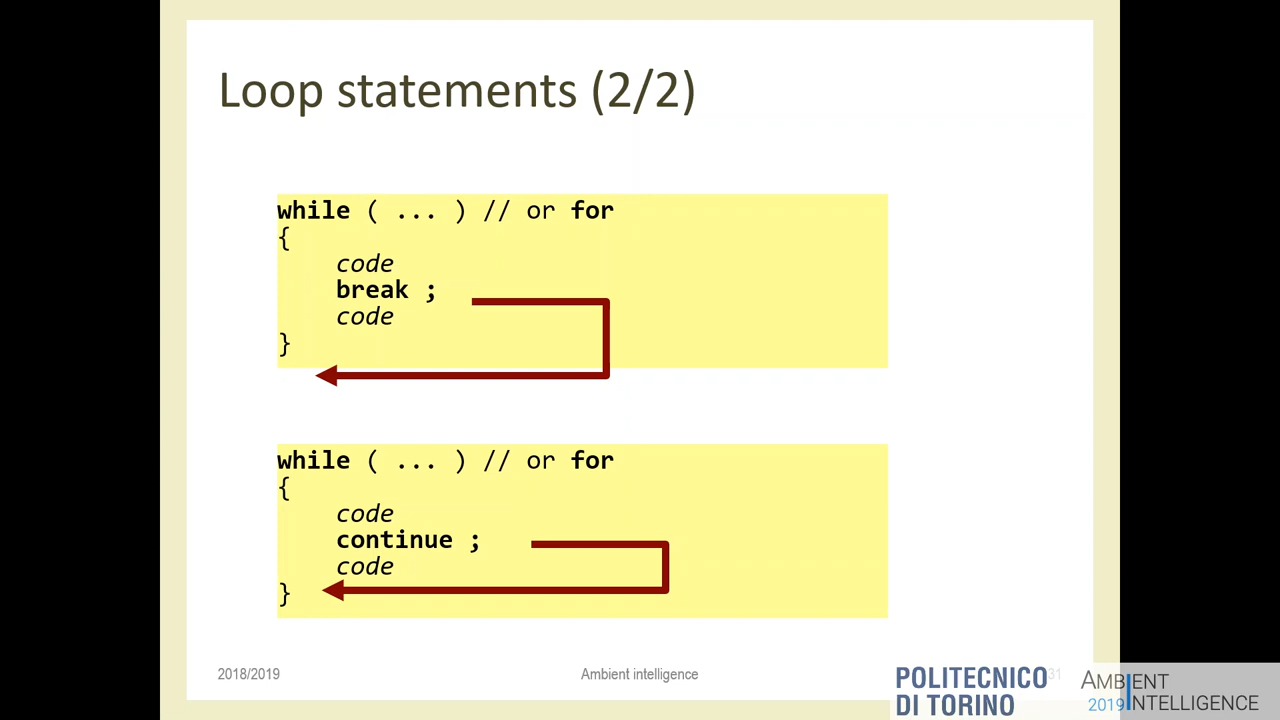 Loop statements (2/2)
while ( ... ) // or for
{
code
break ;
code
}
while ( ... ) // or for
{
code
continue ;
code
}
2018/2019
Ambient intelligence
31
POLITECNICO
DI TORINO
AMBIENT
2019 INTELLIGENCE